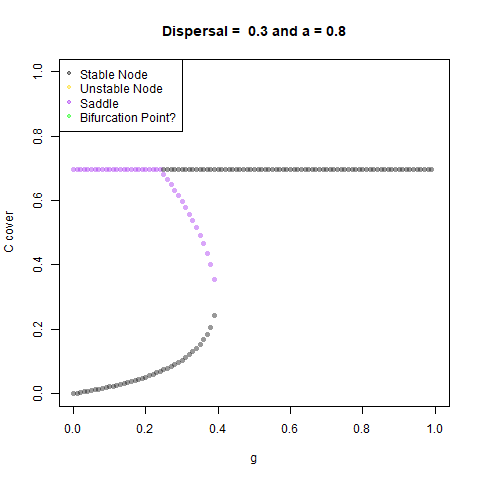 Dispersal =  0.3 and a = 0.8
Stable Node
Unstable Node
Saddle
Bifurcation Point?
C cover
1.0
0.8
0.6
0.4
0.2
0.0
0.0 0.2 0.4 0.6 0.8 1.0
g